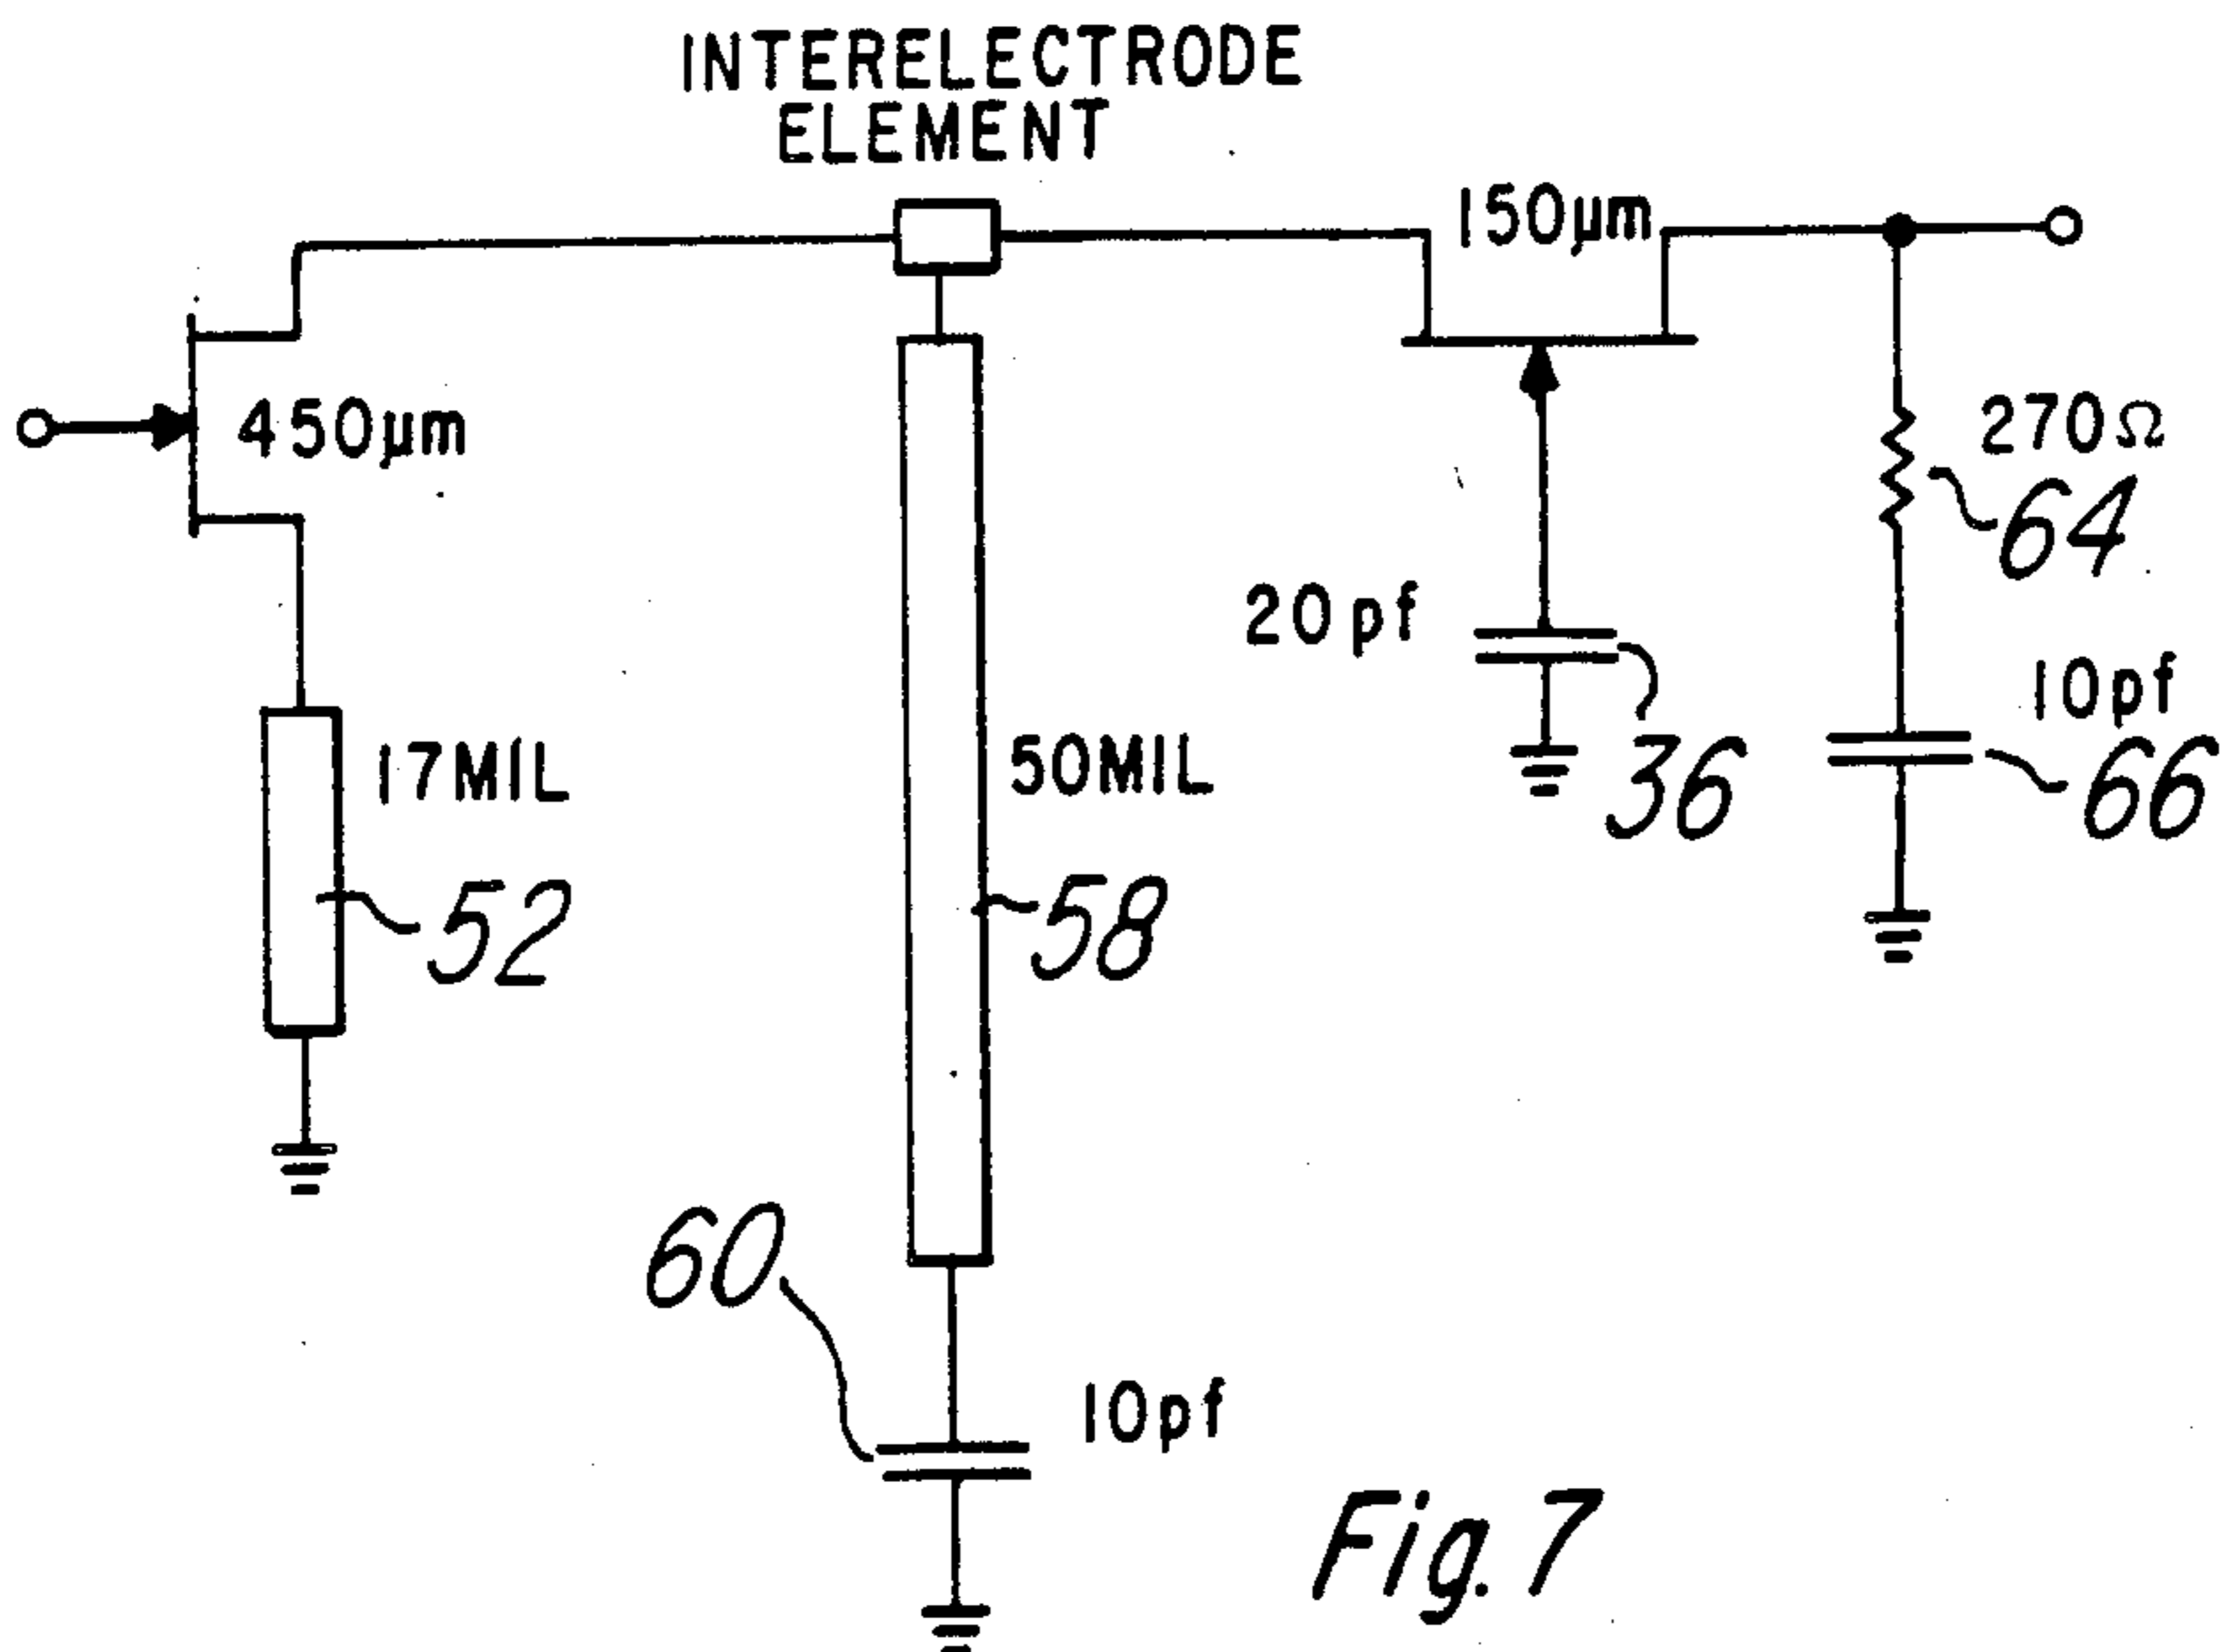 INTERELECTRODE
ELEMENT
150μm
450μm
270Ω
64
20pf
36
10pf
66
17MIL
52
50MIL
58
60
10pf
Fig. 7